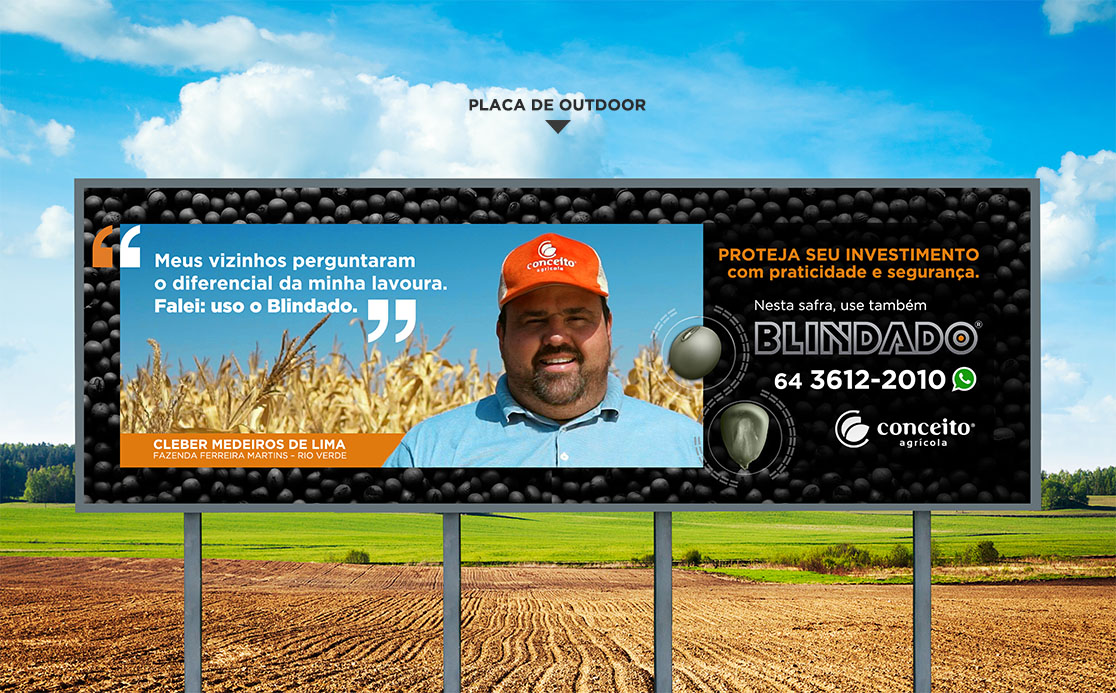 PLACA DE OUTDOOR
“
Meus vizinhos perguntaram
o diferencial da minha lavoura.
Falei: uso o Blindado.
”
conceito®
agrícola
CLEBER MEDEIROS DE LIMA
FAZENDA FERREIRA MARTINS – RIO VERDE
PROTEJA SEU INVESTIMENTO
com praticidade e segurança.
Nesta safra, use também
BLINDADO®
64 3612-2010
conceito®
agrícola